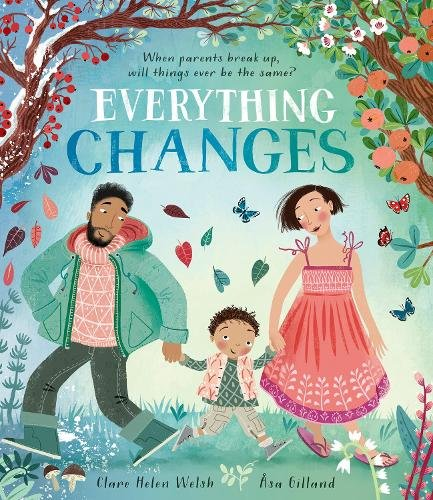 When parents break up,
will things ever be the same?
EVERYTHING
CHANGES
Clare Helen Welsh Åsa Gilland